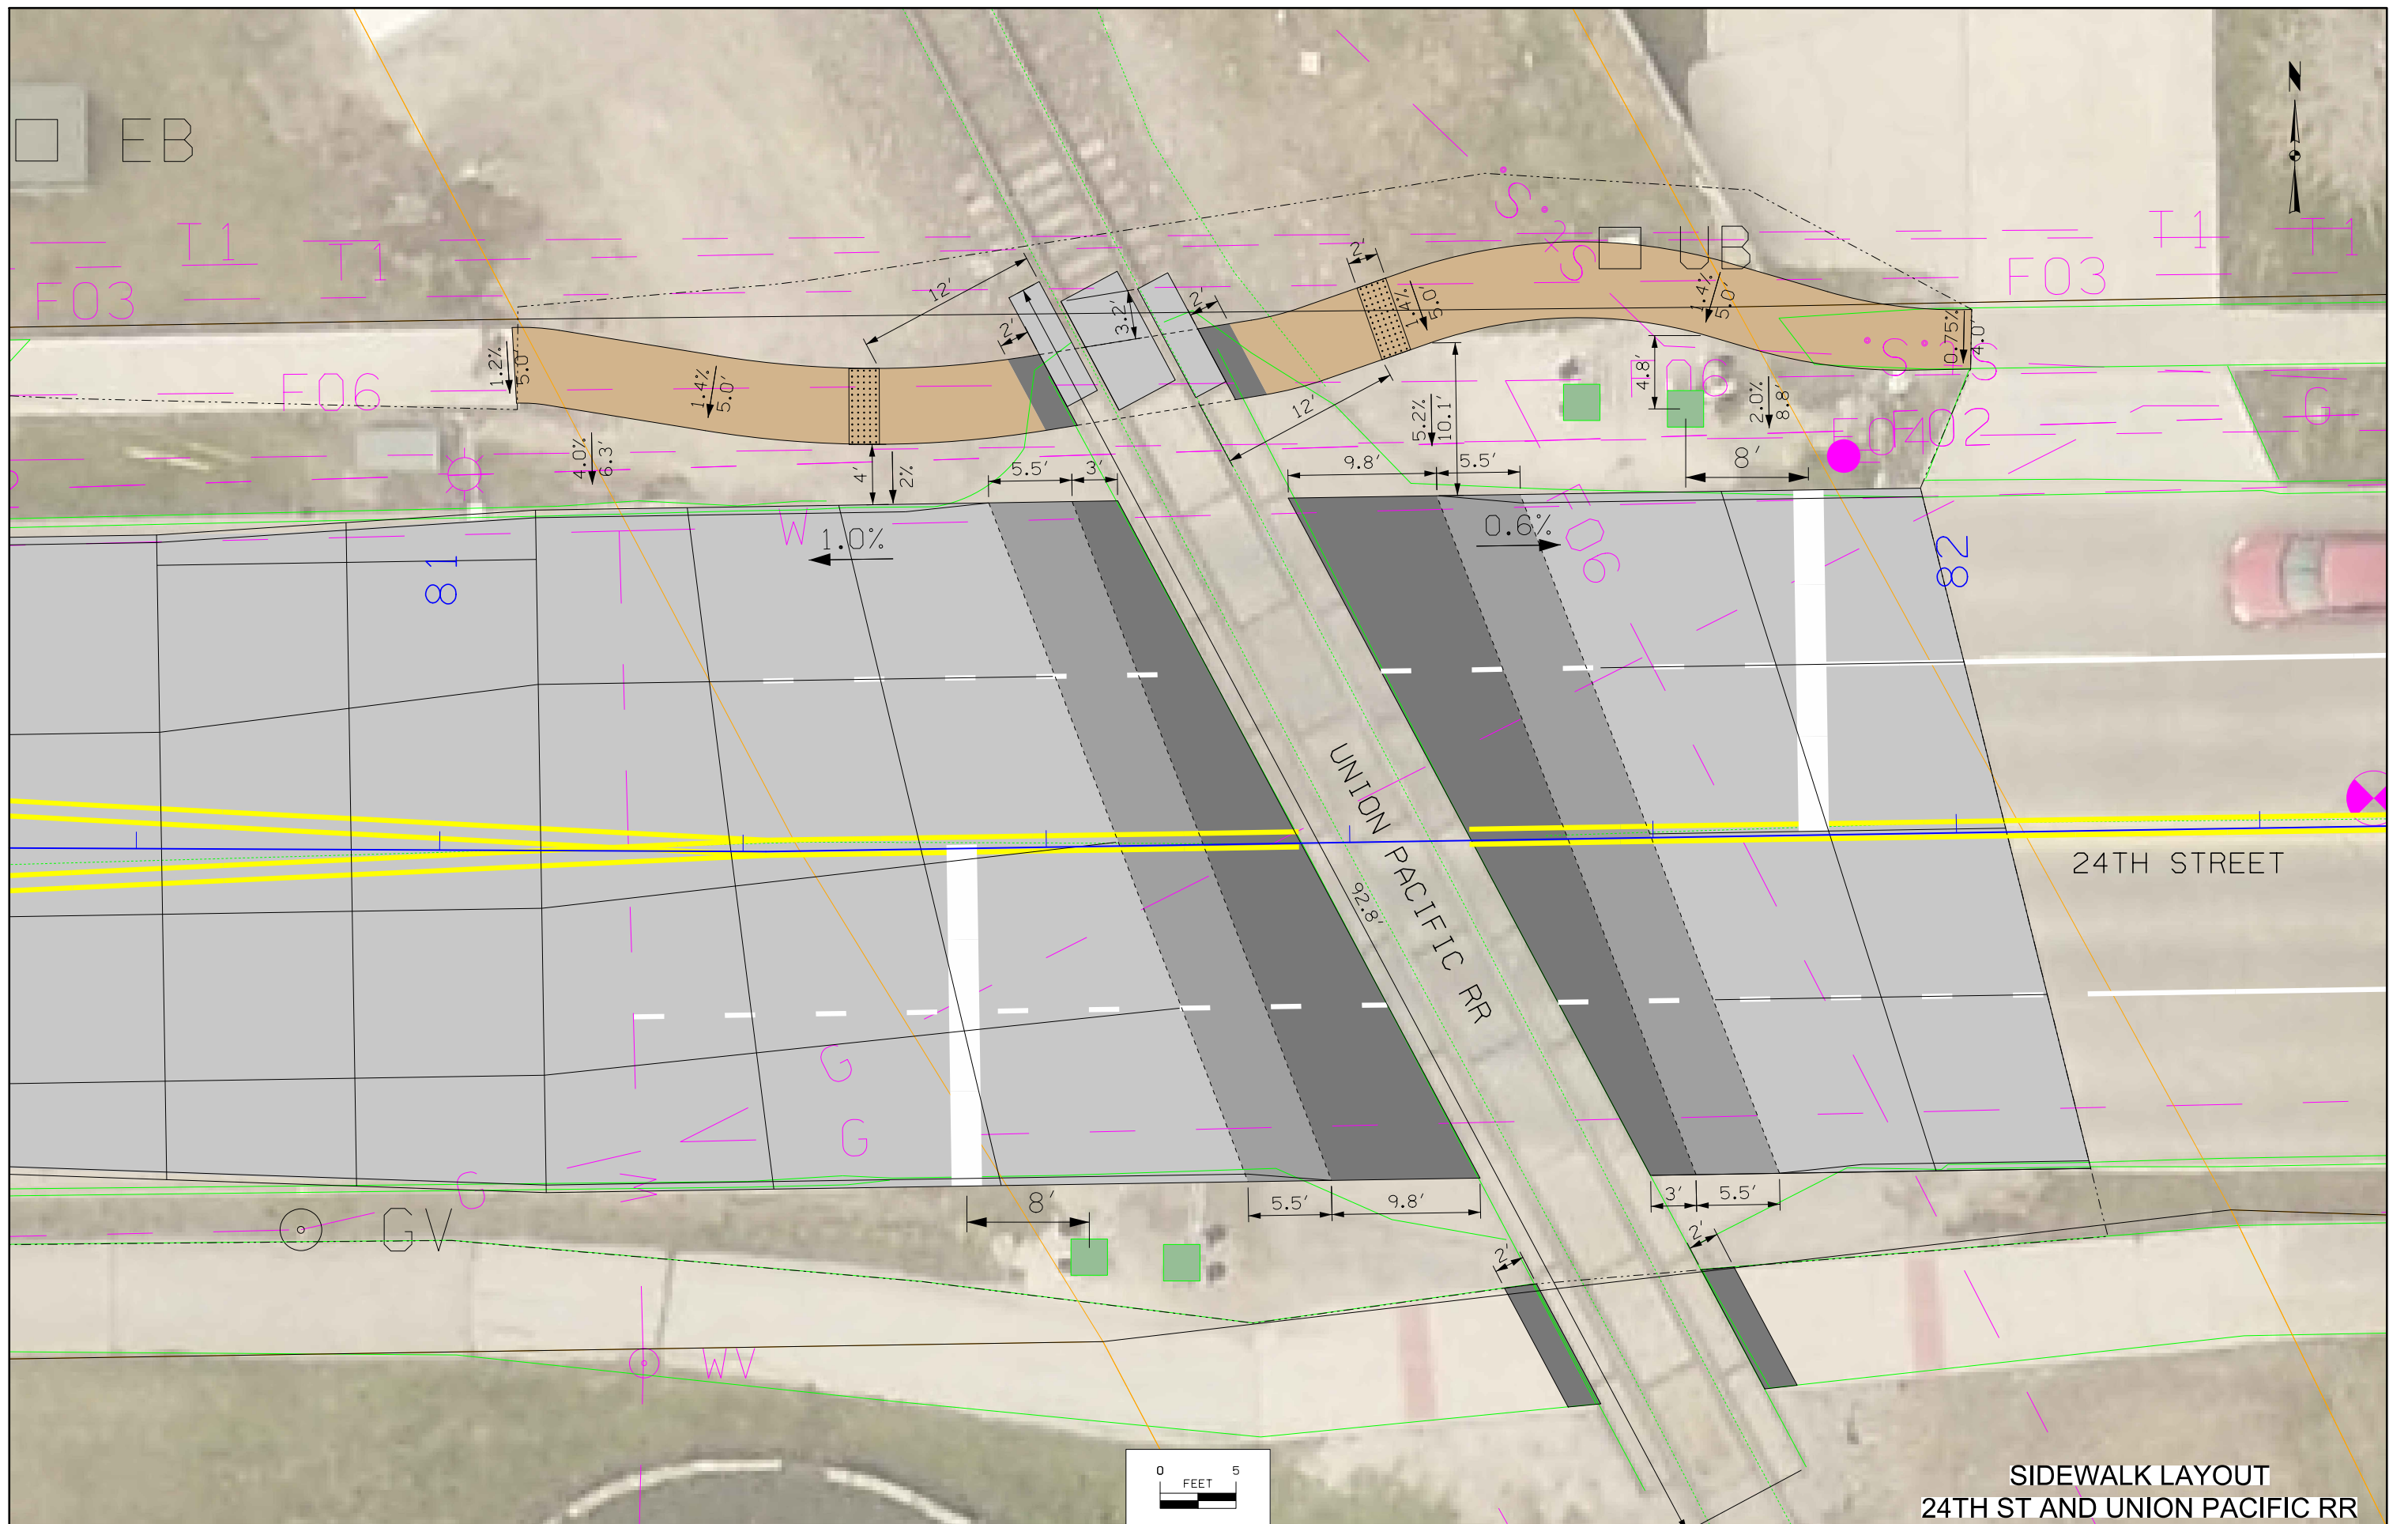 N
EB
T1
T1
T1
T1
F03
F03
UB
S
S
2'
12'
2'
3.2'
2'
1.4%
5.0'
1.4%
5.0'
0.75%
4.0'
1.2%
5.0'
F06
1.4%
5.0'
12'
4.8'
F06
2.0%
8.8'
S
S
G
5.2%
10.1'
F04
F02
4.0%
6.3'
4'
2%
5.5'
3'
9.8'
5.5'
8'
W
1.0%
0.6%
F06
81
82
UNION PACIFIC RR
92.8'
24TH STREET
G
G
G
W
GV
8'
5.5'
9.8'
3'
5.5'
2'
2'
WV
0 5
FEET
SIDEWALK LAYOUT
24TH ST AND UNION PACIFIC RR